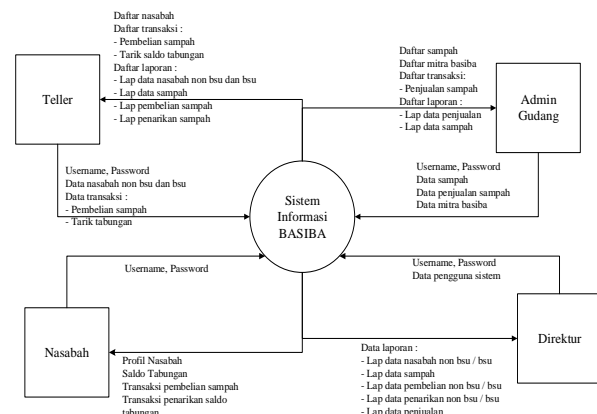 Daftar nasabah
Daftar transaksi :
- Pembelian sampah
- Tarik saldo tabungan
Daftar laporan :
- Lap data nasabah non bsu dan bsu
- Lap data sampah
- Lap pembelian sampah
- Lap penarikan sampah
Teller
Daftar sampah
Daftar mitra basiba
Daftar transaksi:
- Penjualan sampah
Daftar laporan :
- Lap data penjualan
- Lap data sampah
Admin
Gudang
Username, Password
Data nasabah non bsu dan bsu
Data transaksi :
- Pembelian sampah
- Tarik tabungan
Username, Password
Data sampah
Data penjualan sampah
Data mitra basiba
Sistem
Informasi
BASIBA
Username, Password
Username, Password
Data pengguna sistem
Nasabah
Direktur
Profil Nasabah
Saldo Tabungan
Transaksi pembelian sampah
Transaksi penarikan saldo
tabungan
Data laporan :
- Lap data nasabah non bsu / bsu
- Lap data sampah
- Lap data pembelian non bsu / bsu
- Lap data penarikan non bsu / bsu
- Lap data penjualan